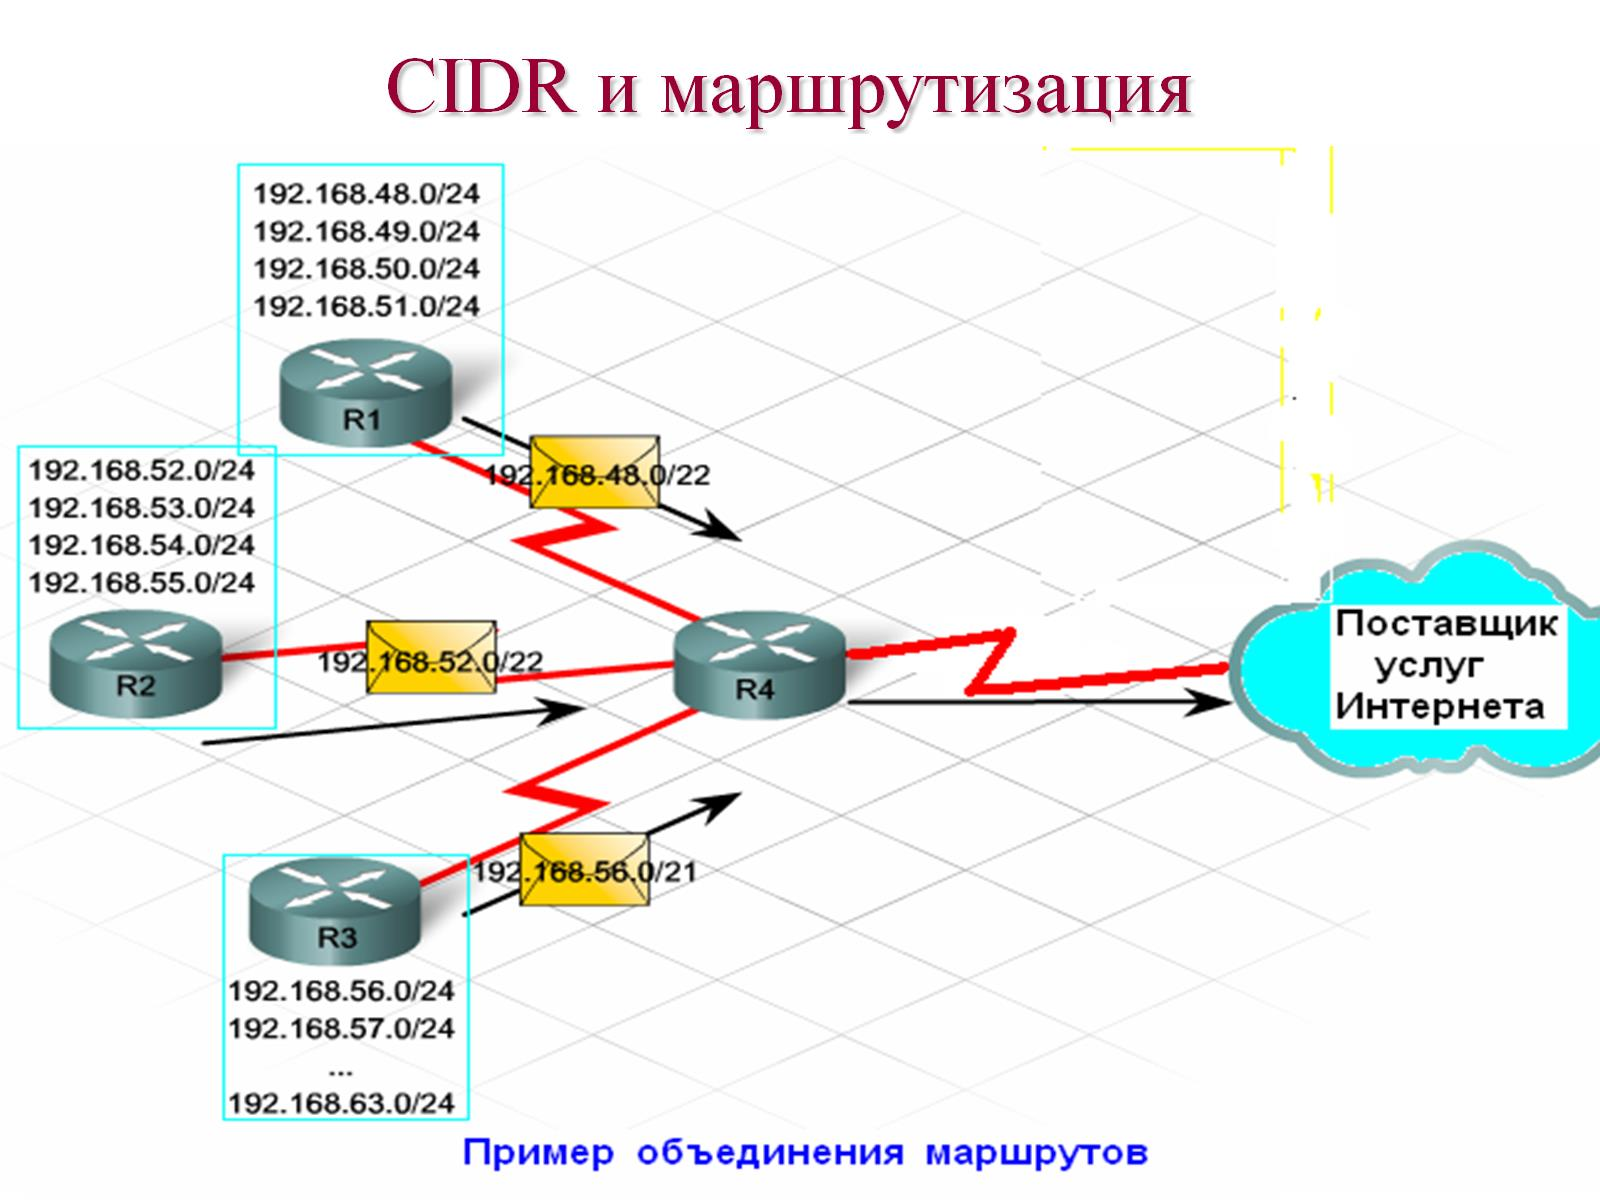 CIDR и маршрутизация
192.168.48.0/24
192.168.49.0/24
192.168.50.0/24
192.168.51.0/24
R1
192.168.48.0/22
192.168.52.0/24
192.168.53.0/24
192.168.54.0/24
192.168.55.0/24
R2
192.168.52.0/22
R4
Поставщик
услуг
Интернета
192.168.56.0/21
R3
192.168.56.0/24
192.168.57.0/24
...
192.168.63.0/24
Пример объединения маршрутов